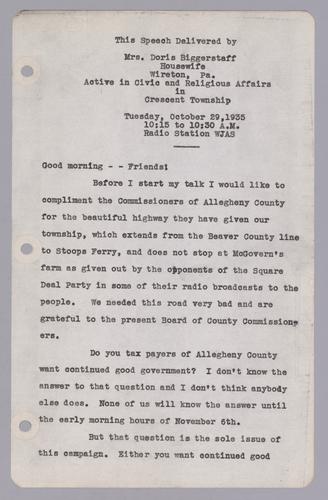 This Speech Delivered by
Mrs. Doris Biggerstaff
Housewife
Wireton, Pa.
Active in Civic and Religious Affairs
in
Crescent Township
Tuesday, October 29,1935
10:15 to 10:30 A.M.
Radio Station WJAS
Good morning - - Friends!
Before I start my talk I would like to
compliment the Commissioners of Allegheny County
for the beautiful highway they have given our
township, which extends from the Beaver County line
to Stoops Ferry, and does not stop at McGovern's
farm as given out by the opponents of the Square
Deal Party in some of their radio broadcasts to the
people. We needed this road very bad and are
grateful to the present Board of County Commission
ers.
Do you tax payers of Allegheny County
want continued good government? I don't know the
answer to that question and I don't think anybody
else does. None of us will know the answer until
the early morning hours of November 6th.
But that question is the sole issue of
this campaign. Either you want continued good